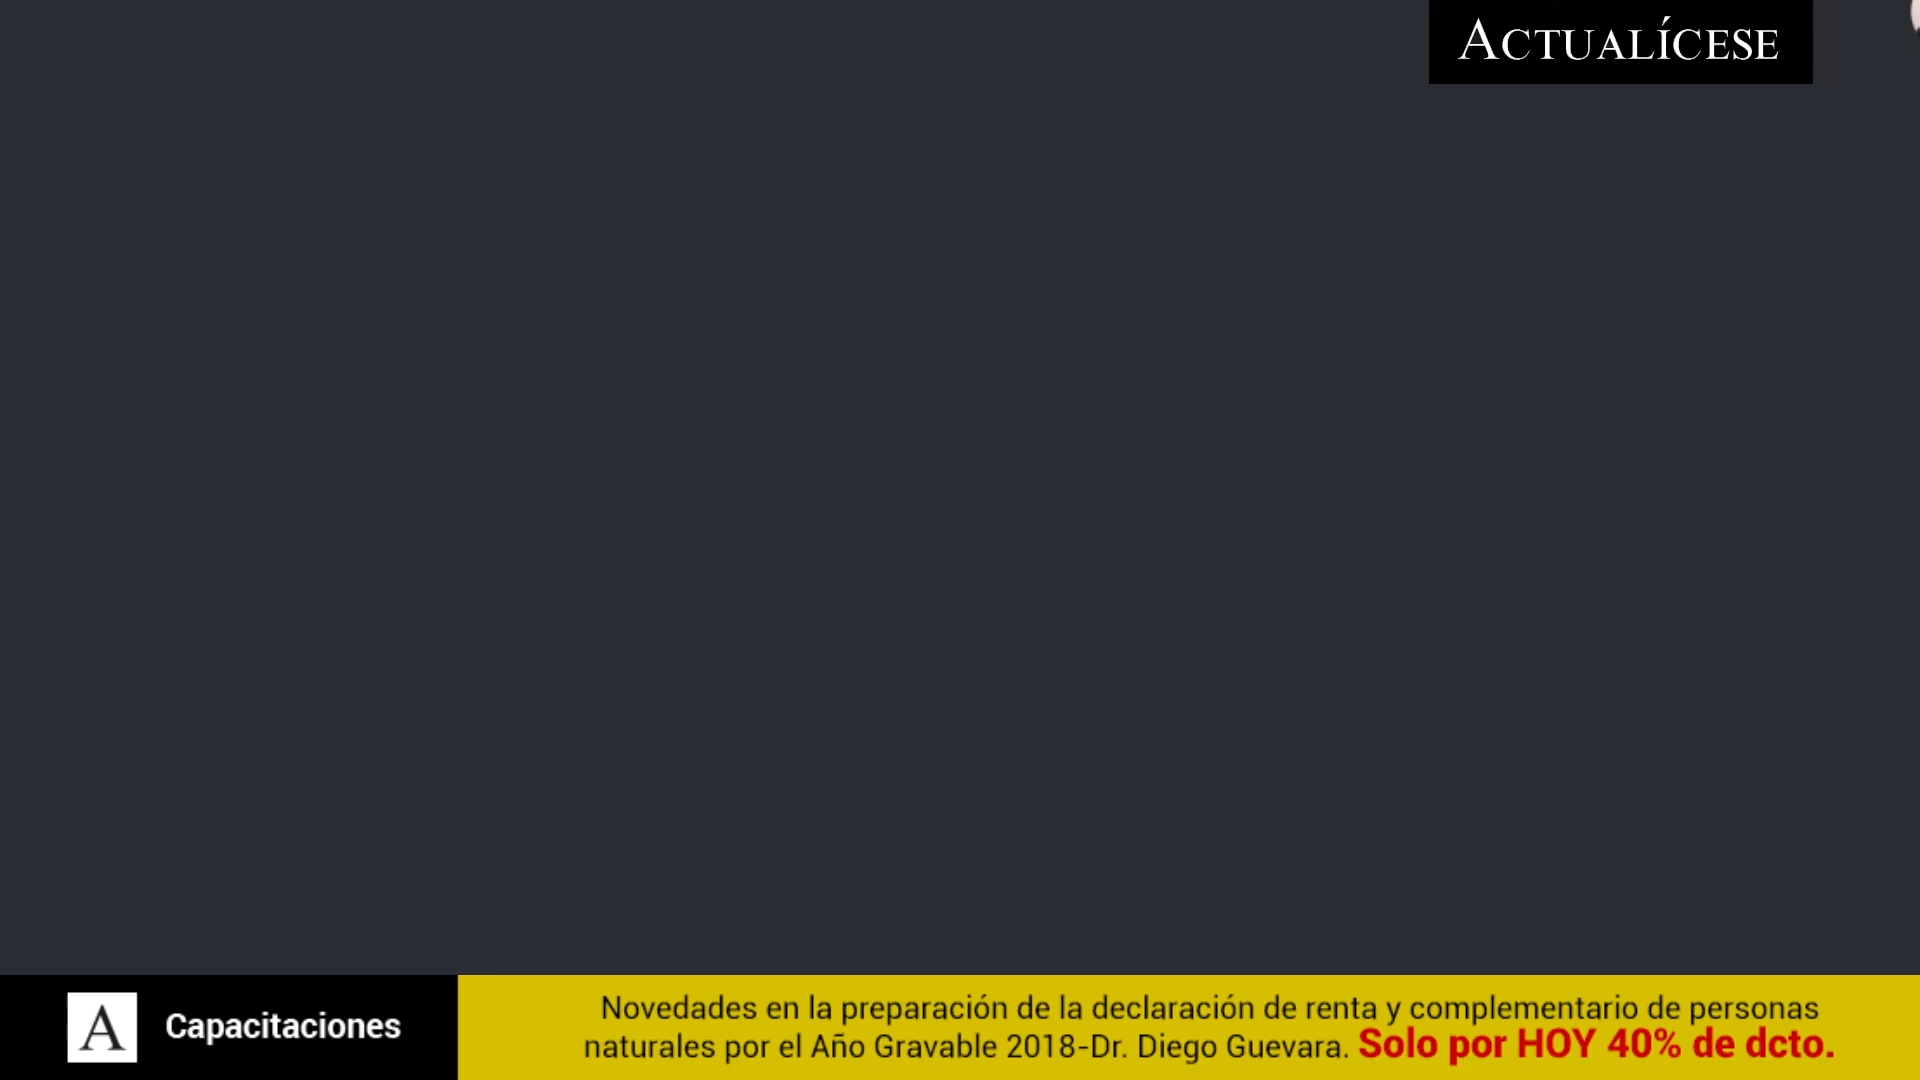 ACTUALÍCESE
A Capacitaciones
Novedades en la preparación de la declaración de renta y complementario de personas
naturales por el Año Gravable 2018-Dr. Diego Guevara. Solo por HOY 40% de dcto.